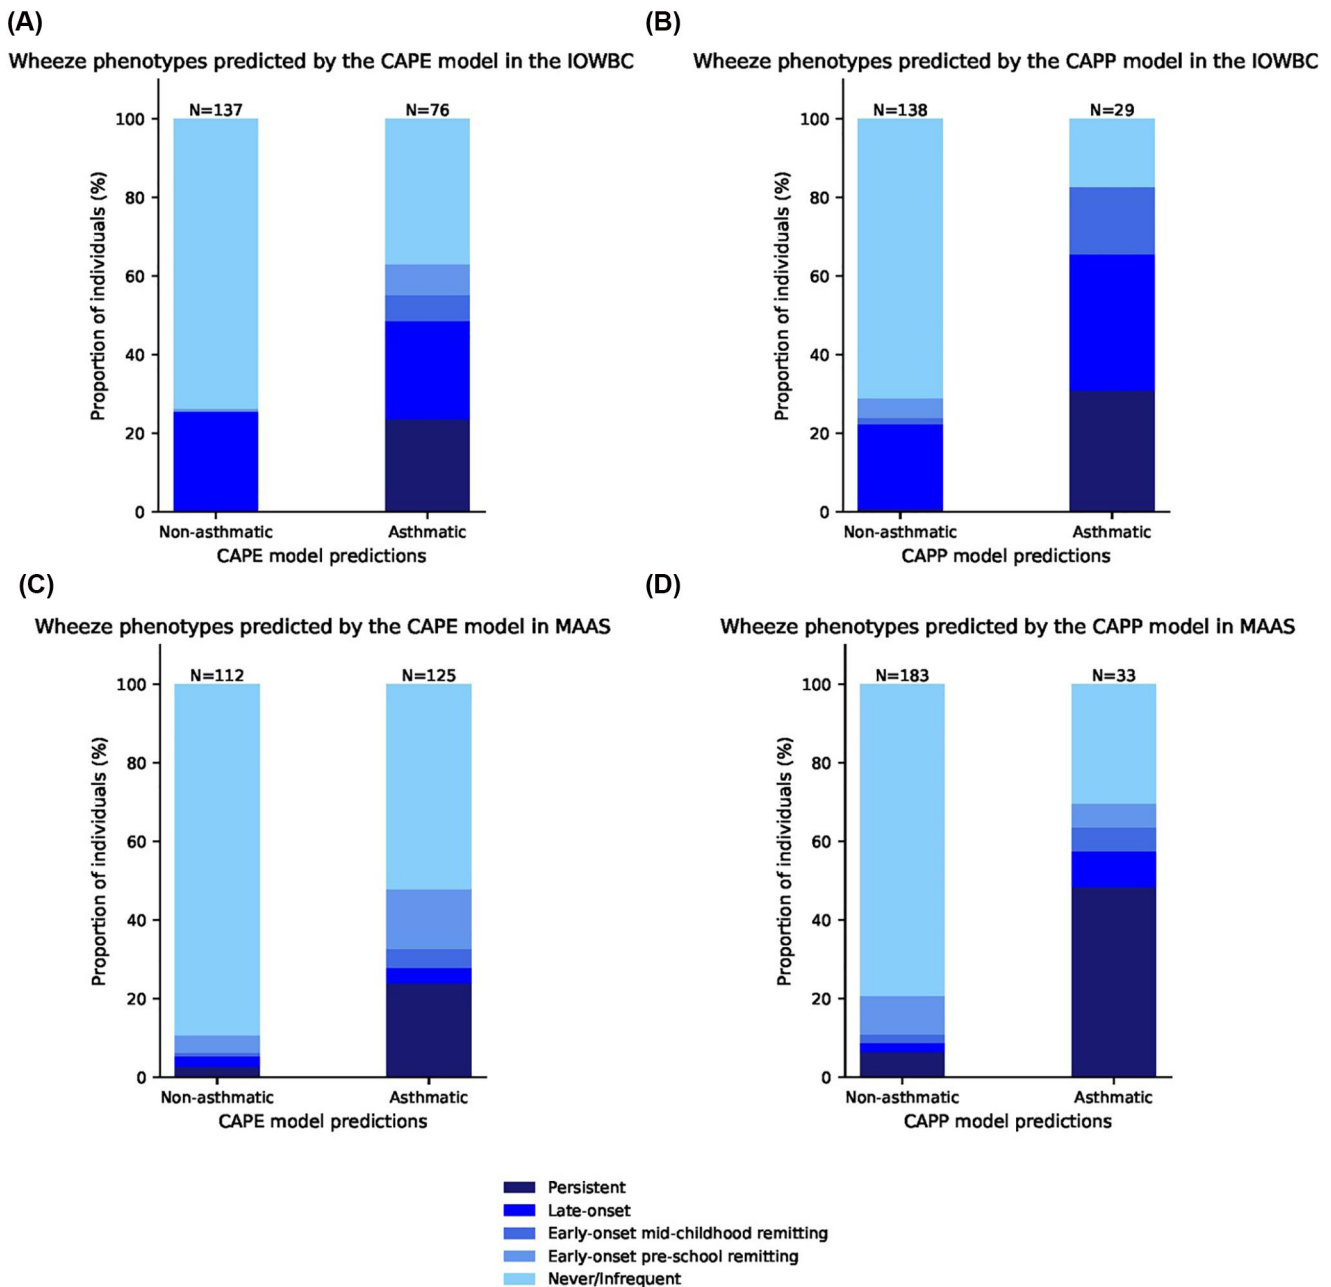 (A)
Wheeze phenotypes predicted by the CAPE model in the IOWBC
N=137
N=76
100
80
60
40
20
0
Proportion of individuals (%)
Non-asthmatic
Asthmatic
CAPE model predictions
(B)
Wheeze phenotypes predicted by the CAPP model in the IOWBC
N=138
N=29
100
80
60
40
20
0
Proportion of individuals (%)
Non-asthmatic
Asthmatic
CAPP model predictions
(C)
Wheeze phenotypes predicted by the CAPE model in MAAS
N=112
N=125
100
80
60
40
20
0
Proportion of individuals (%)
Non-asthmatic
Asthmatic
CAPE model predictions
(D)
Wheeze phenotypes predicted by the CAPP model in MAAS
N=183
N=33
100
80
60
40
20
0
Proportion of individuals (%)
Non-asthmatic
Asthmatic
CAPP model predictions
Persistent
Late-onset
Early-onset mid-childhood remitting
Early-onset pre-school remitting
Never/Infrequent